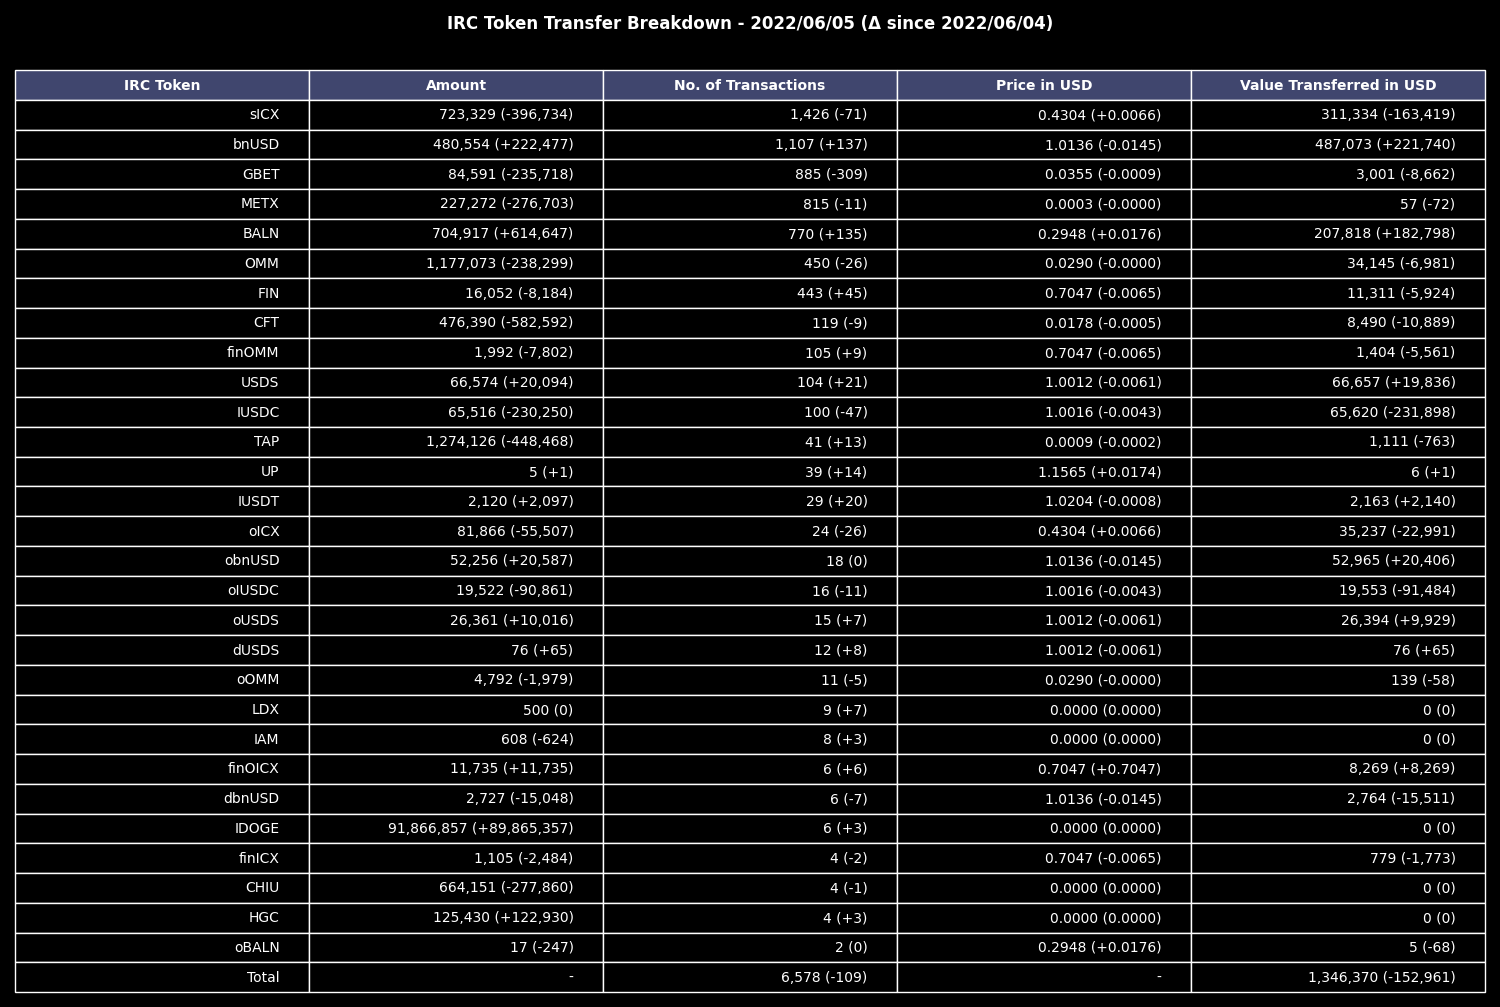 IRC Token Transfer Breakdown - 2022/06/05 (Δ since 2022/06/04)
IRC Token Amount No. of Transactions Price in USD Value Transferred in USD
sICX 723,329 (-396,734) 1,426 (-71) 0.4304 (+0.0066) 311,334 (-163,419)
bnUSD 480,554 (+222,477) 1,107 (+137) 1.0136 (-0.0145) 487,073 (+221,740)
GBET 84,591 (-235,718) 885 (-309) 0.0355 (-0.0009) 3,001 (-8,662)
METX 227,272 (-276,703) 815 (-11) 0.0003 (-0.0000) 57 (-72)
BALN 704,917 (+614,647) 770 (+135) 0.2948 (+0.0176) 207,818 (+182,798)
OMM 1,177,073 (-238,299) 450 (-26) 0.0290 (-0.0000) 34,145 (-6,981)
FIN 16,052 (-8,184) 443 (+45) 0.7047 (-0.0065) 11,311 (-5,924)
CFT 476,390 (-582,592) 119 (-9) 0.0178 (-0.0005) 8,490 (-10,889)
finOMM 1,992 (-7,802) 105 (+9) 0.7047 (-0.0065) 1,404 (-5,561)
USDS 66,574 (+20,094) 104 (+21) 1.0012 (-0.0061) 66,657 (+19,836)
IUSDC 65,516 (-230,250) 100 (-47) 1.0016 (-0.0043) 65,620 (-231,898)
TAP 1,274,126 (-448,468) 41 (+13) 0.0009 (-0.0002) 1,111 (-763)
UP 5 (+1) 39 (+14) 1.1565 (+0.0174) 6 (+1)
IUSDT 2,120 (+2,097) 29 (+20) 1.0204 (-0.0008) 2,163 (+2,140)
oICX 81,866 (-55,507) 24 (-26) 0.4304 (+0.0066) 35,237 (-22,991)
obnUSD 52,256 (+20,587) 18 (0) 1.0136 (-0.0145) 52,965 (+20,406)
oIUSDC 19,522 (-90,861) 16 (-11) 1.0016 (-0.0043) 19,553 (-91,484)
oUSDS 26,361 (+10,016) 15 (+7) 1.0012 (-0.0061) 26,394 (+9,929)
dUSDS 76 (+65) 12 (+8) 1.0012 (-0.0061) 76 (+65)
oOMM 4,792 (-1,979) 11 (-5) 0.0290 (-0.0000) 139 (-58)
LDX 500 (0) 9 (+7) 0.0000 (0.0000) 0 (0)
IAM 608 (-624) 8 (+3) 0.0000 (0.0000) 0 (0)
finOICX 11,735 (+11,735) 6 (+6) 0.7047 (+0.7047) 8,269 (+8,269)
dbnUSD 2,727 (-15,048) 6 (-7) 1.0136 (-0.0145) 2,764 (-15,511)
IDOGE 91,866,857 (+89,865,357) 6 (+3) 0.0000 (0.0000) 0 (0)
finICX 1,105 (-2,484) 4 (-2) 0.7047 (-0.0065) 779 (-1,773)
CHIU 664,151 (-277,860) 4 (-1) 0.0000 (0.0000) 0 (0)
HGC 125,430 (+122,930) 4 (+3) 0.0000 (0.0000) 0 (0)
oBALN 17 (-247) 2 (0) 0.2948 (+0.0176) 5 (-68)
Total - 6,578 (-109) - 1,346,370 (-152,961)